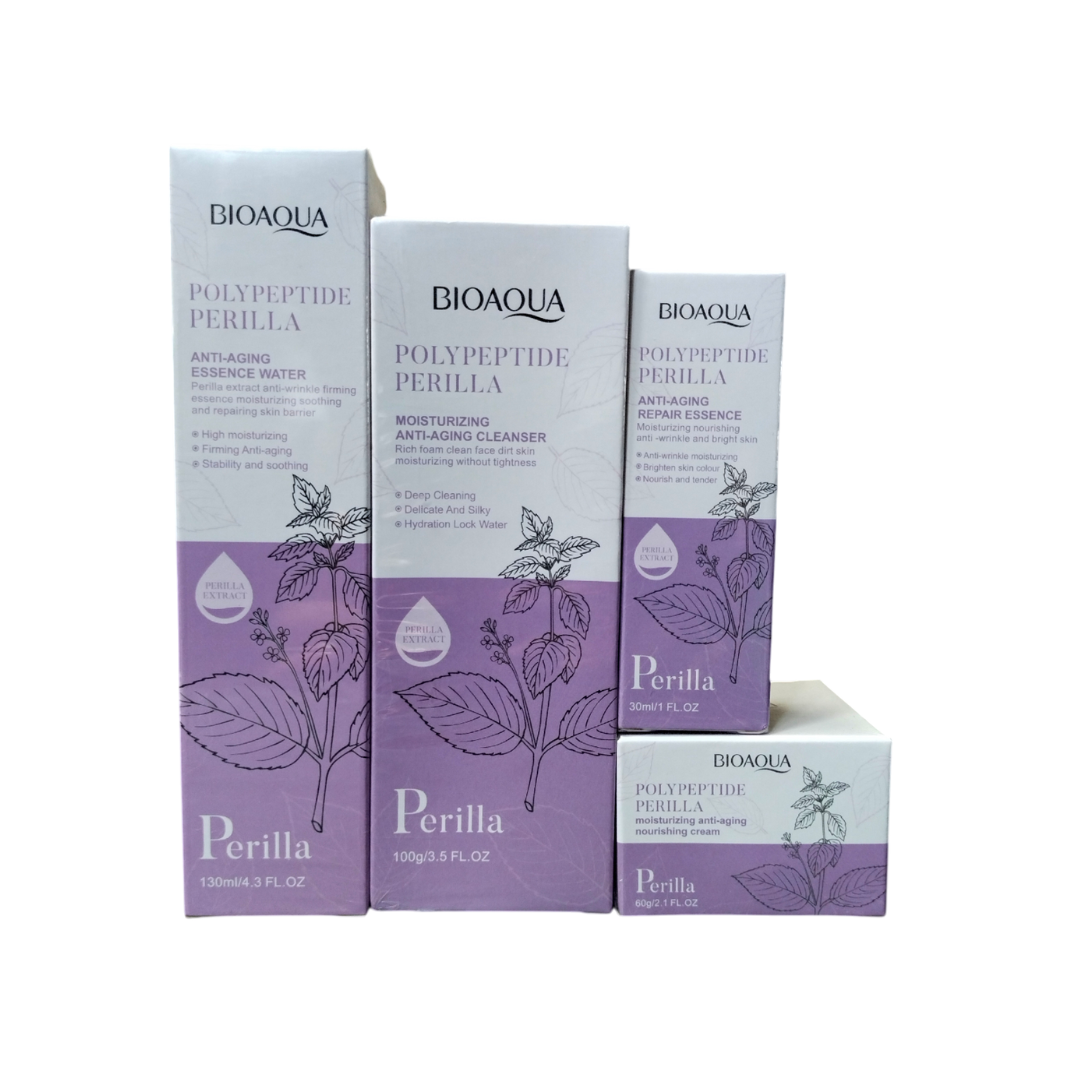 BIOAQUA
POLYPEPTIDE
PERILLA
ANTI-AGING
ESSENCE WATER
Perilla extract anti-wrinkle firming
essence moisturizing soothing
and repairing skin barrier
High moisturizing
Firming Anti-aging
Stability and soothing
PERILLA
EXTRACT
Perilla
130ml/4.3 FL.OZ
BIOAQUA
POLYPEPTIDE
PERILLA
MOISTURIZING
ANTI-AGING CLEANSER
Rich foam clean face dirt skin
moisturizing without tightness
Deep Cleaning
Delicate And Silky
Hydration Lock Water
PERILLA
EXTRACT
Perilla
100g/3.5 FL.OZ
BIOAQUA
POLYPEPTIDE
PERILLA
ANTI-AGING
REPAIR ESSENCE
Moisturizing nourishing
anti -wrinkle and bright skin
Anti-wrinkle moisturizing
Brighten skin colour
Nourish and tender
PERILLA
EXTRACT
Perilla
30ml/1 FL.OZ
BIOAQUA
POLYPEPTIDE
PERILLA
moisturizing anti-aging
nourishing cream
Perilla
60g/2.1 FL.OZ